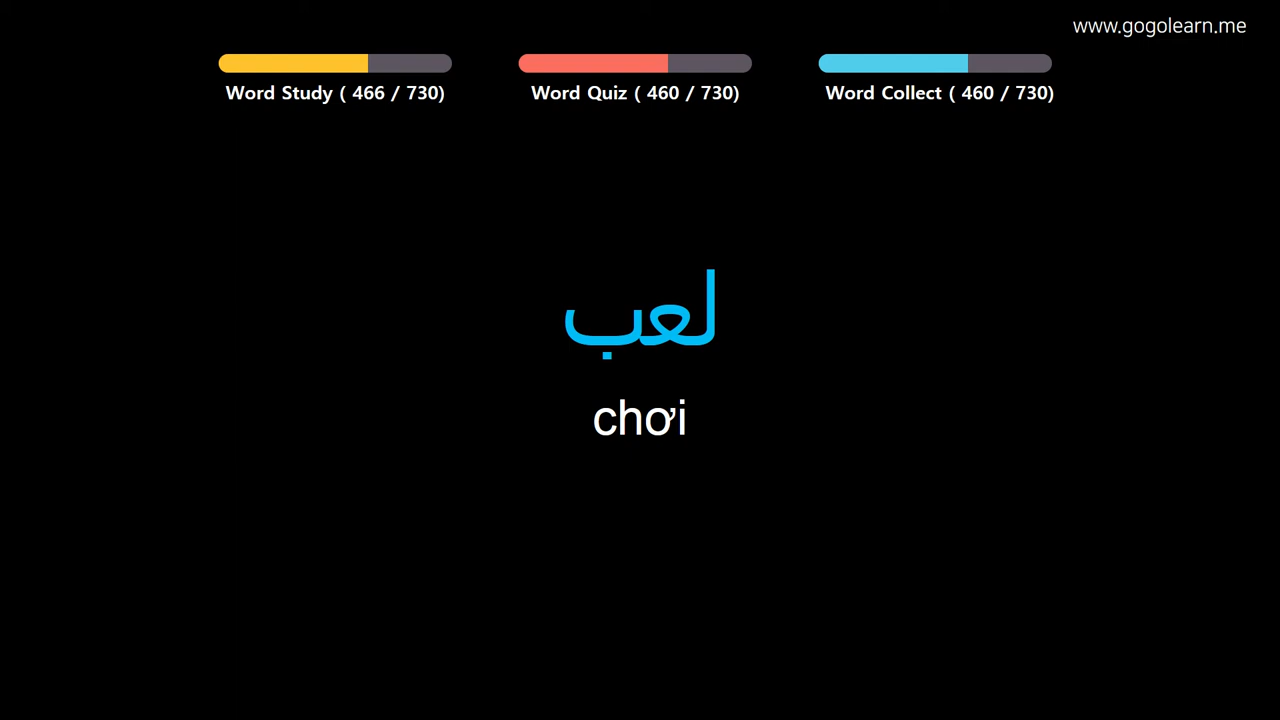 www.gogolearn.me
Word Study ( 466 / 730)
Word Quiz ( 460 / 730)
Word Collect ( 460 / 730)
لعب
chơi